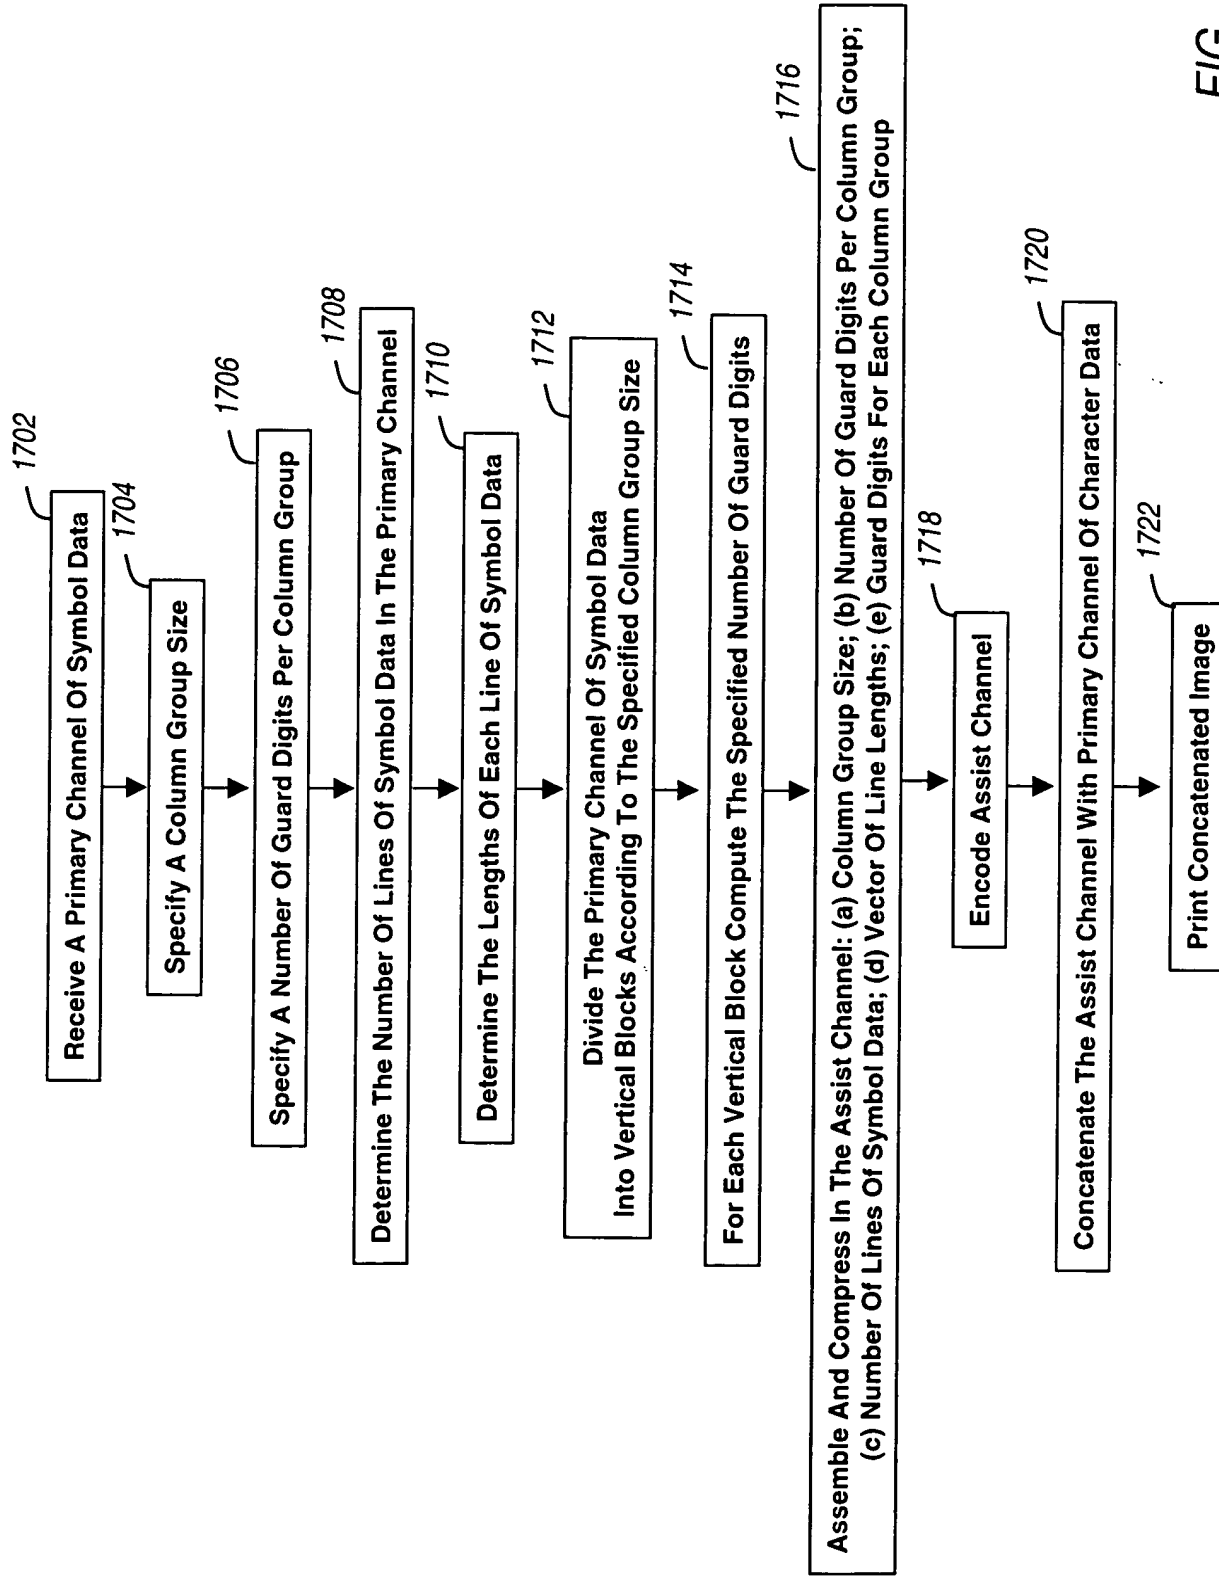 1702
Receive A Primary Channel Of Symbol Data
1704
Specify A Column Group Size
1706
Specify A Number Of Guard Digits Per Column Group
1708
Determine The Number Of Lines Of Symbol Data In The Primary Channel
1710
Determine The Lengths Of Each Line Of Symbol Data
1712
Divide The Primary Channel Of Symbol Data
Into Vertical Blocks According To The Specified Column Group Size
1714
For Each Vertical Block Compute The Specified Number Of Guard Digits
1716
Assemble And Compress In The Assist Channel: (a) Column Group Size; (b) Number Of Guard Digits Per Column Group;
(c) Number Of Lines Of Symbol Data; (d) Vector Of Line Lengths; (e) Guard Digits For Each Column Group
1718
Encode Assist Channel
1720
Concatenate The Assist Channel With Primary Channel Of Character Data
1722
Print Concatenated Image
FIG